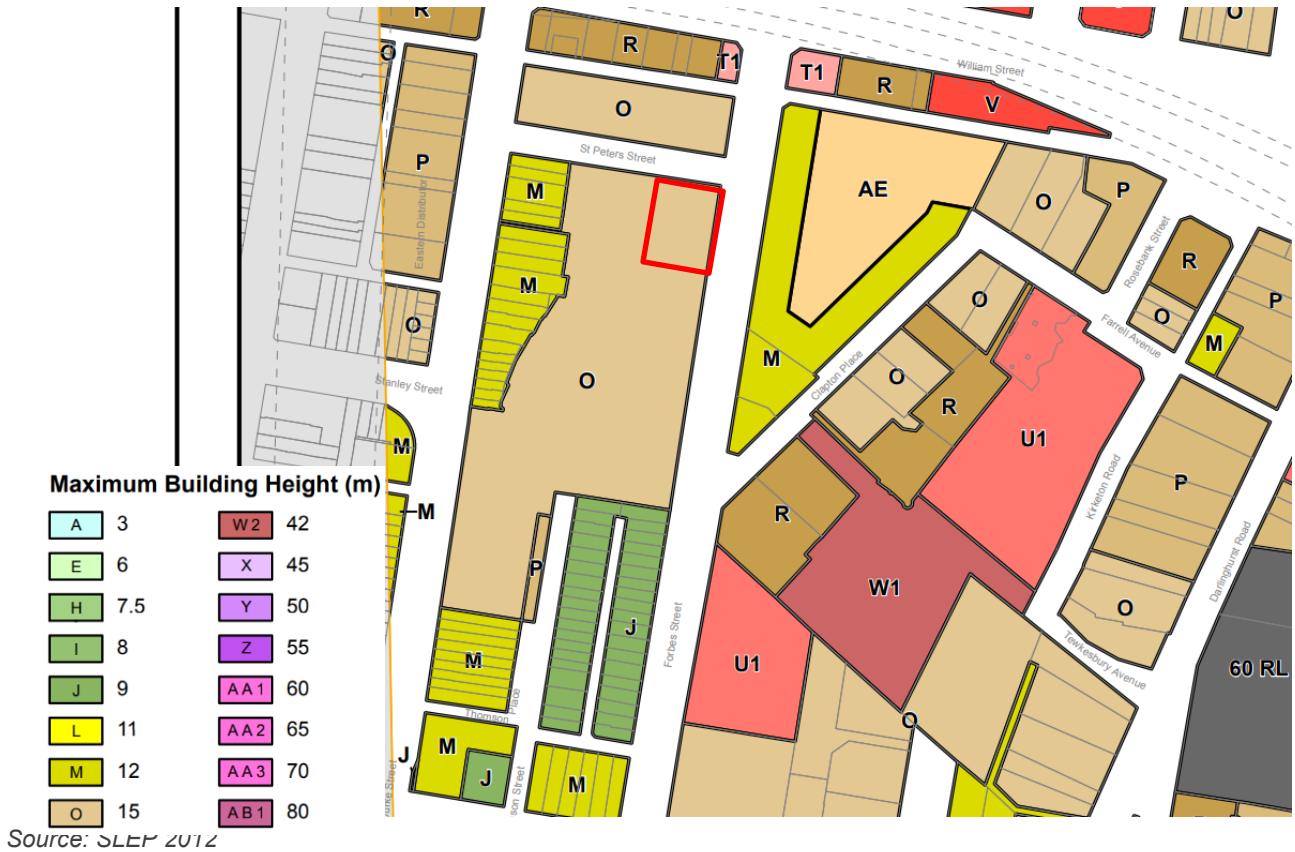 R
O
R
T1
T1
R
V
William Street
O
O
P
Eastern Distributor
O
St Peters Street
M
M
AE
O
P
Rosebank Street
R
O
P
M
Farrell Avenue
O
Stanley Street
M
M
O
M
Clapton Place
O
O
R
U1
Kirketon Road
P
Darlinghurst Road
R
W1
O
P
J
Forbes Street
U1
Tewkesbury Avenue
60 RL
M
Thomson Place
O
J
M
J
M
R
Maximum Building Height (m)
A 3 W2 42
E 6 X 45
H 7.5 Y 50
I 8 Z 55
J 9 AA1 60
L 11 AA2 65
M 12 AA3 70
O 15 AB1 80
Source: SLEP 2012